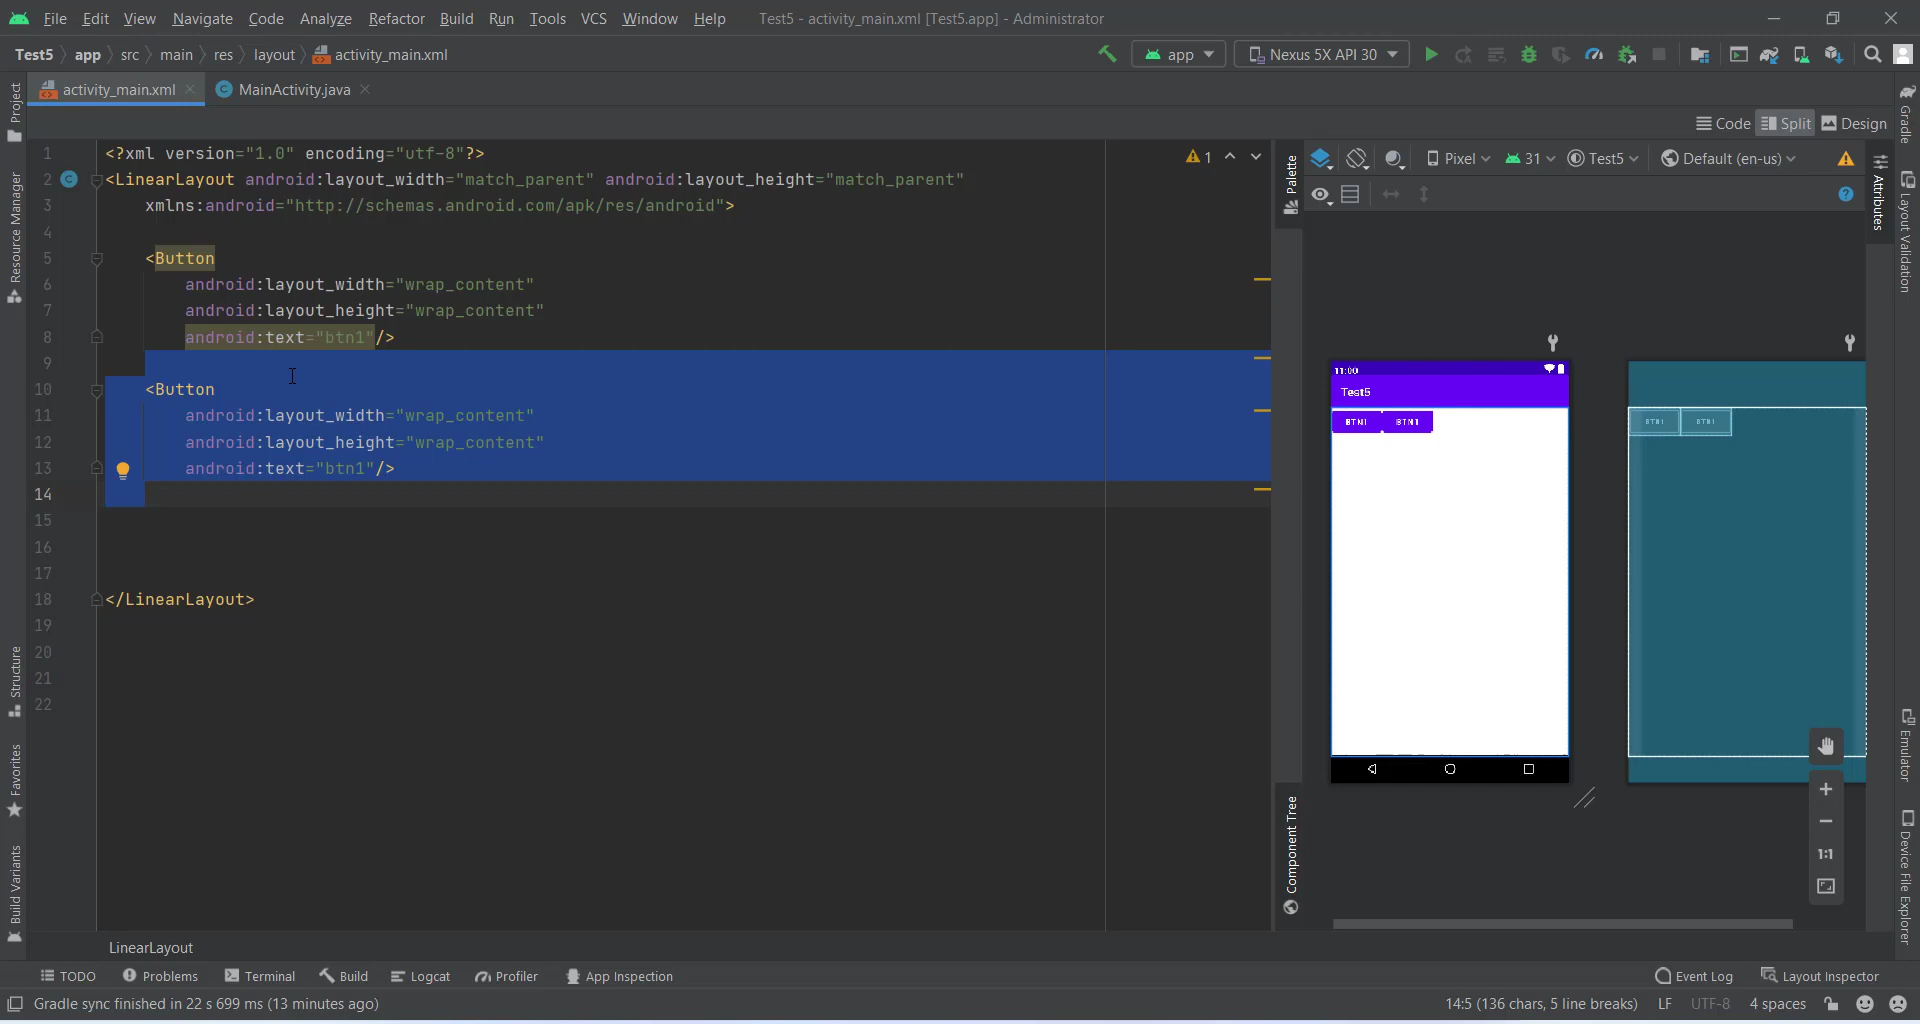 File Edit View Navigate Code Analyze Refactor Build Run Tools VCS Window Help Test5 - activity_main.xml [Test5.app] - Administrator
Test5 app src main res layout activity_main.xml app Nexus 5X API 30
activity_main.xml MainActivity.java
Code Split Design
Project
Resource Manager
Structure
Favorites
Build Variants
1 <?xml version="1.0" encoding="utf-8"?>
2 <LinearLayout android:layout_width="match_parent" android:layout_height="match_parent"
3 xmlns:android="http://schemas.android.com/apk/res/android">
4
5 <Button
6 android:layout_width="wrap_content"
7 android:layout_height="wrap_content"
8 android:text="btn1"/>
9
10 <Button
11 android:layout_width="wrap_content"
12 android:layout_height="wrap_content"
13 android:text="btn1"/>
14
15
16
17
18 </LinearLayout>
19
20
21
22
1
Palette
Component Tree
Pixel 31 Test5 Default (en-us)
11:00
Test5
BTN1 BTN1
BTN1 BTN1
1:1
Attributes
Gradle
Layout Validation
Emulator
Device File Explorer
LinearLayout
TODO Problems Terminal Build Logcat Profiler App Inspection Event Log Layout Inspector
Gradle sync finished in 22 s 699 ms (13 minutes ago) 14:5 (136 chars, 5 line breaks) LF UTF-8 4 spaces